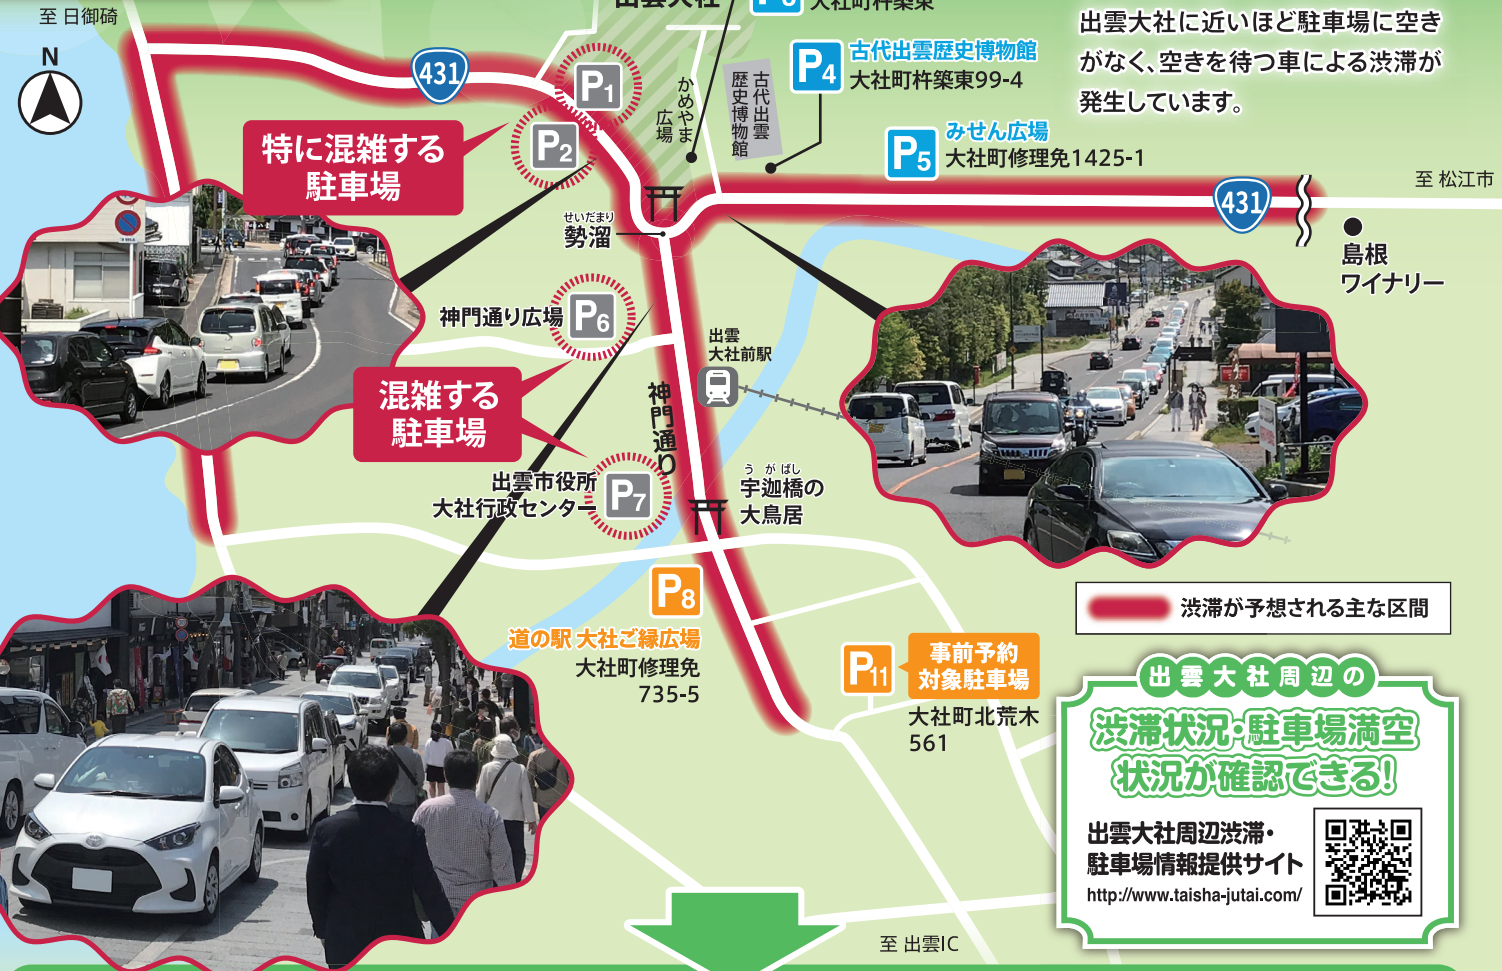 至 日御碕
N
431
出雲大社
大社町杵築東
P4
古代出雲歴史博物館
大社町杵築東99-4
出雲大社に近いほど駐車場に空き
がなく、空きを待つ車による渋滞が
発生しています。
P1
P2
かめやま
広場
古代出雲
歴史博物館
P5
みせん広場
大社町修理免1425-1
特に混雑する
駐車場
至 松江市
431
せいだまり
勢溜
島根
ワイナリー
神門通り広場
P6
出雲
大社前駅
混雑する
駐車場
神門通り
出雲市役所
大社行政センター
P7
うがばし
宇迦橋の
大鳥居
P8
道の駅 大社ご縁広場
大社町修理免
735-5
P11
事前予約
対象駐車場
大社町北荒木
561
渋滞が予想される主な区間
出雲大社周辺の
渋滞状況・駐車場満空
状況が確認できる!
出雲大社周辺渋滞・
駐車場情報提供サイト
http://www.taisha-jutai.com/
至 出雲IC